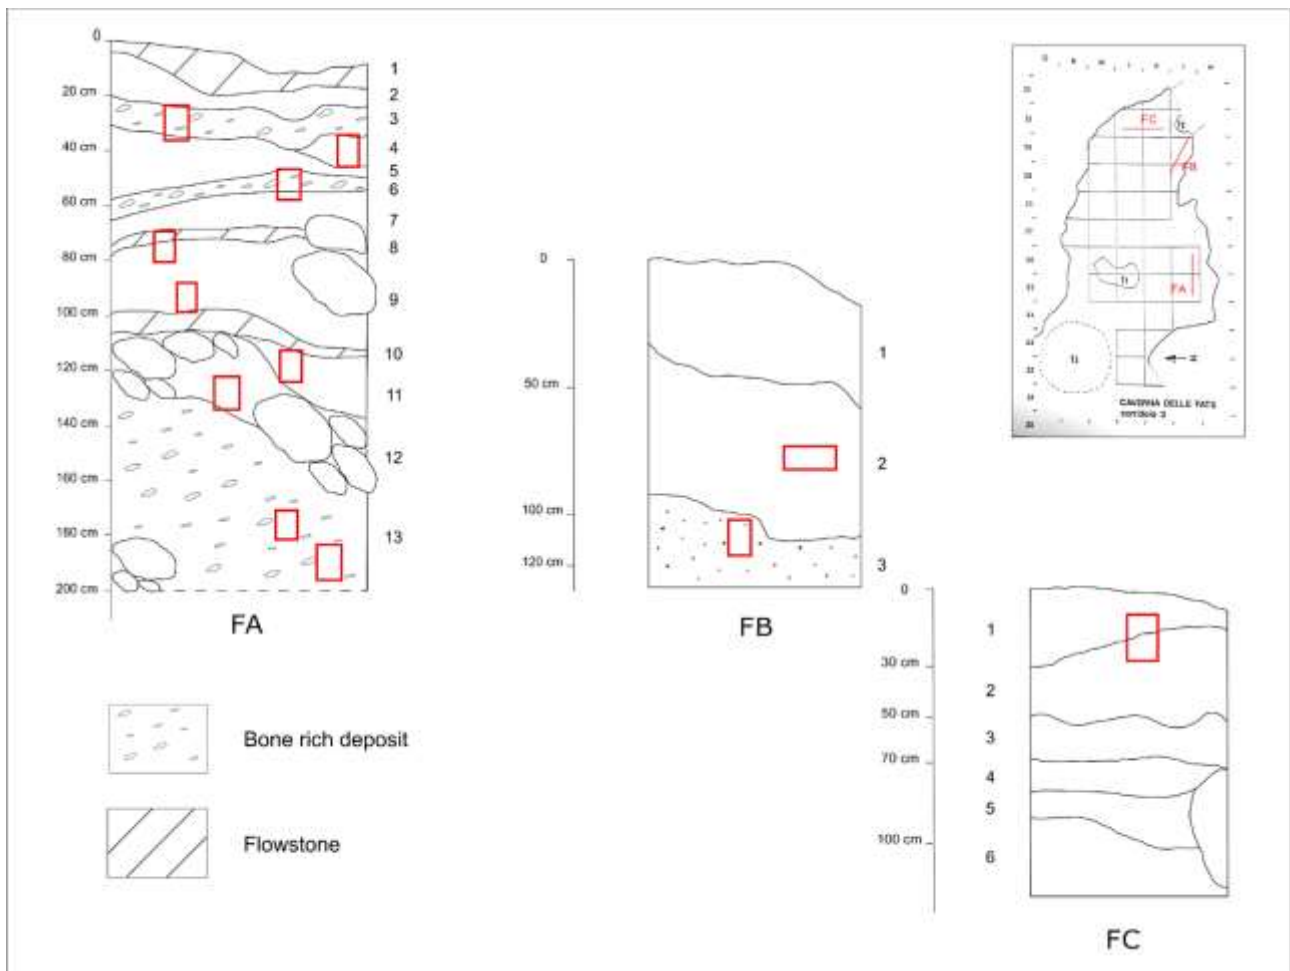 0
20 cm
40 cm
60 cm
80 cm
100 cm
120 cm
140 cm
160 cm
180 cm
200 cm
1
2
3
4
5
6
7
8
9
10
11
12
13
FA
0
50 cm
100 cm
120 cm
1
2
3
FB
0
30 cm
50 cm
70 cm
100 cm
1
2
3
4
5
6
FC
FC
FB
FA
N
CAVERNA DELLE FATE
Bone rich deposit
Flowstone